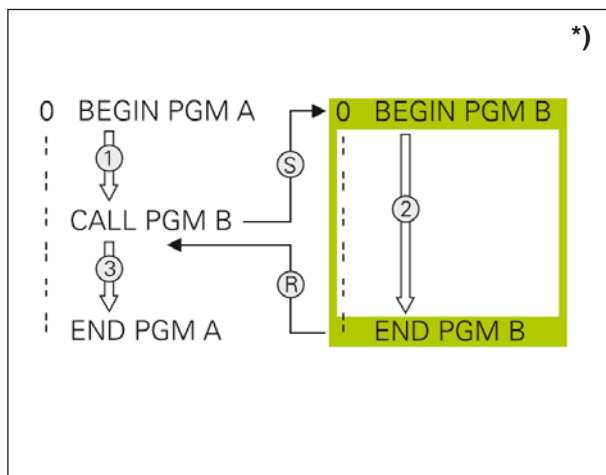 *)
0 BEGIN PGM A
0 BEGIN PGM B
1
S
CALL PGM B
2
3
R
END PGM A
END PGM B